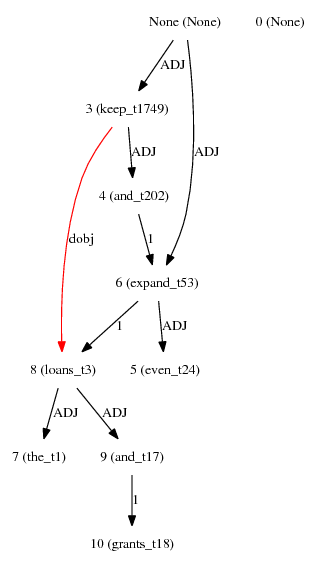 None (None) 0 (None)
ADJ
3 (keep_t1749)
ADJ ADJ
4 (and_t202)
dobj 1
6 (expand_t53)
1 ADJ
8 (loans_t3) 5 (even_t24)
ADJ ADJ
7 (the_t1) 9 (and_t17)
1
10 (grants_t18)